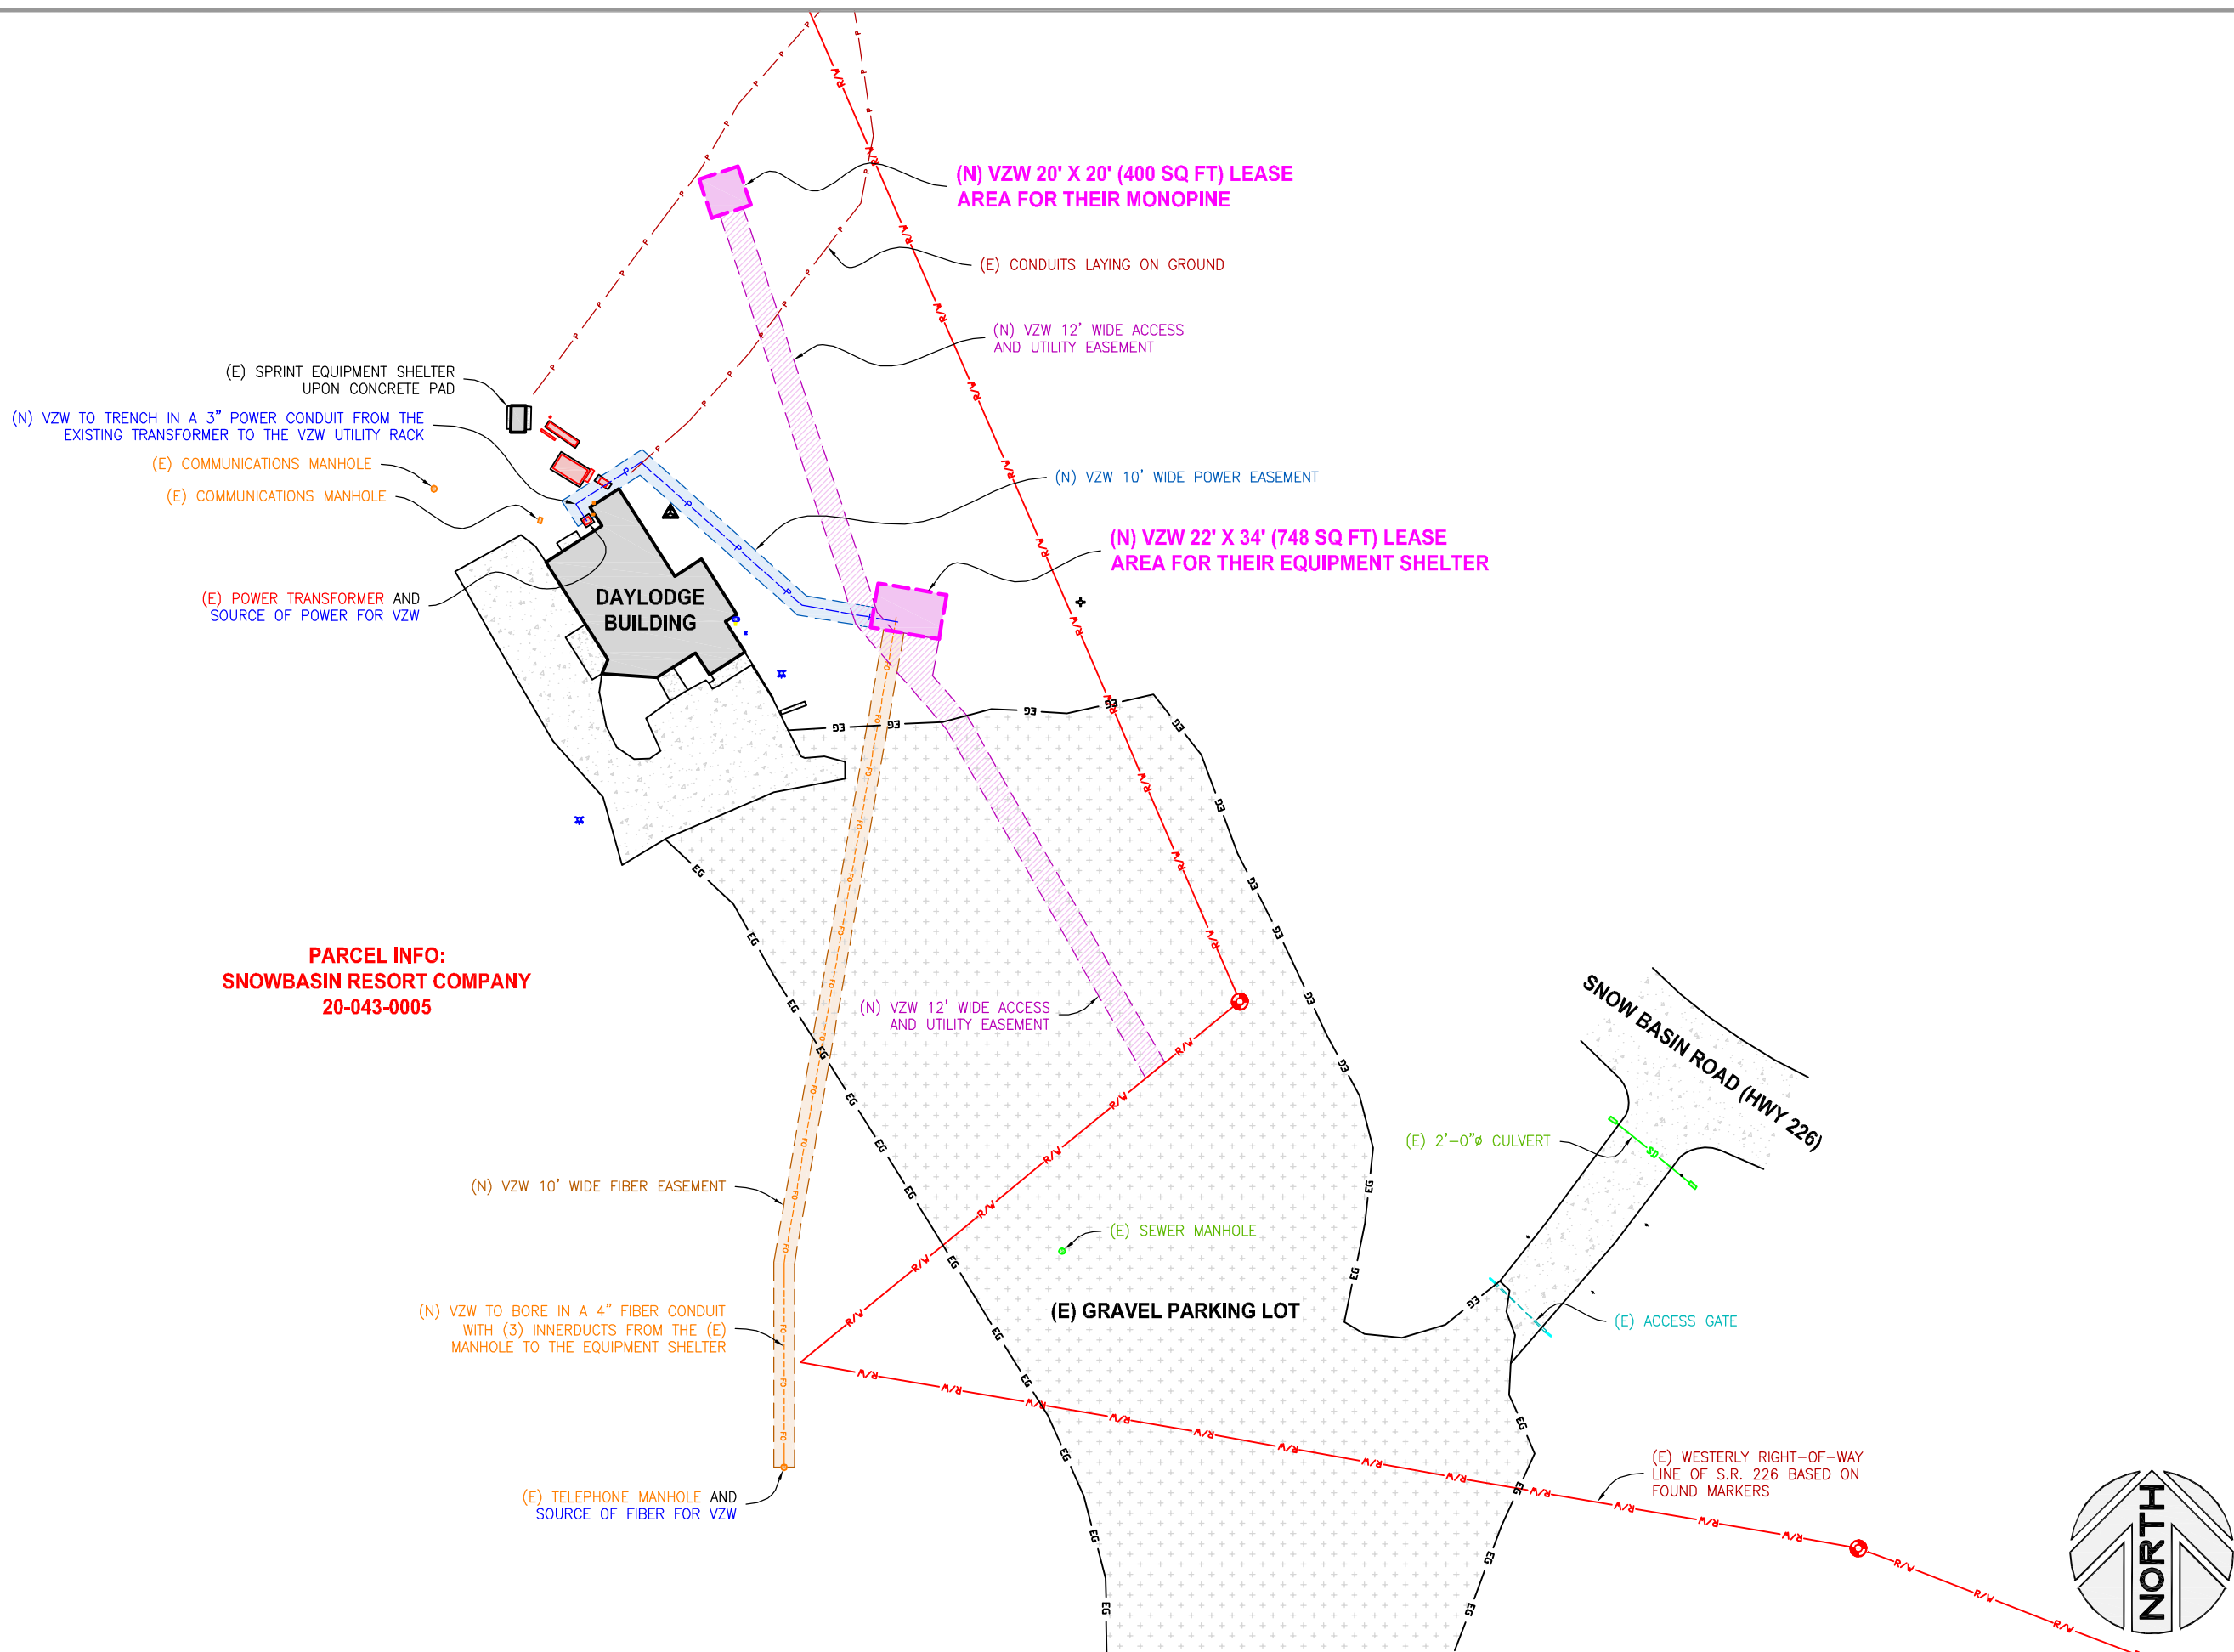 (N) VZW 20' X 20' (400 SQ FT) LEASE
AREA FOR THEIR MONOPINE
(E) CONDUITS LAYING ON GROUND
(N) VZW 12' WIDE ACCESS
AND UTILITY EASEMENT
(E) SPRINT EQUIPMENT SHELTER
UPON CONCRETE PAD
(N) VZW TO TRENCH IN A 3" POWER CONDUIT FROM THE
EXISTING TRANSFORMER TO THE VZW UTILITY RACK
(E) COMMUNICATIONS MANHOLE
(E) COMMUNICATIONS MANHOLE
(N) VZW 10' WIDE POWER EASEMENT
(N) VZW 22' X 34' (748 SQ FT) LEASE
AREA FOR THEIR EQUIPMENT SHELTER
(E) POWER TRANSFORMER AND
SOURCE OF POWER FOR VZW
DAYLODGE
BUILDING
PARCEL INFO:
SNOWBASIN RESORT COMPANY
20-043-0005
(N) VZW 12' WIDE ACCESS
AND UTILITY EASEMENT
SNOW BASIN ROAD (HWY 226)
(E) 2'-0"ø CULVERT
SD
(N) VZW 10' WIDE FIBER EASEMENT
(E) SEWER MANHOLE
(E) GRAVEL PARKING LOT
(E) ACCESS GATE
(N) VZW TO BORE IN A 4" FIBER CONDUIT
WITH (3) INNERDUCTS FROM THE (E)
MANHOLE TO THE EQUIPMENT SHELTER
(E) TELEPHONE MANHOLE AND
SOURCE OF FIBER FOR VZW
(E) WESTERLY RIGHT-OF-WAY
LINE OF S.R. 226 BASED ON
FOUND MARKERS
NORTH
R/W
EG
FO
P